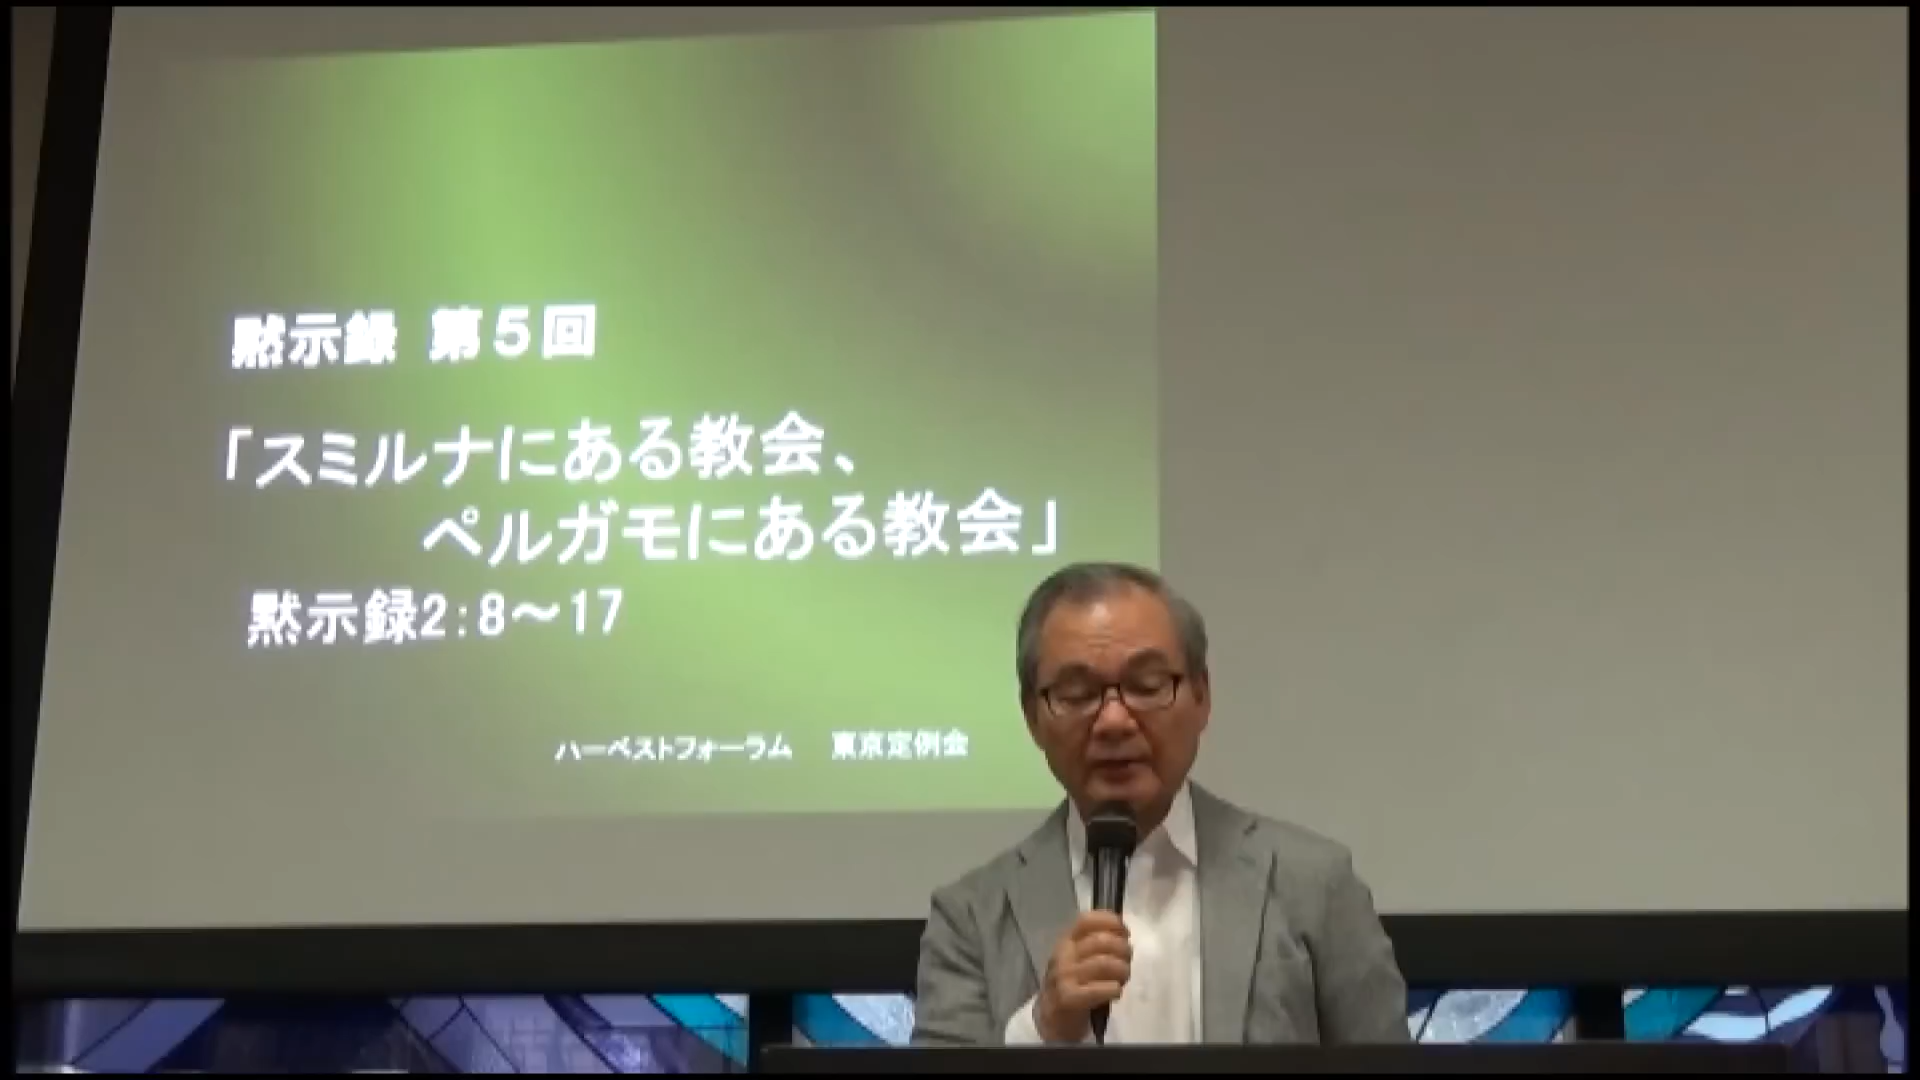 黙示録 第５回
「スミルナにある教会、
ペルガモにある教会」
黙示録2:8～17
ハーベストフォーラム 東京定例会